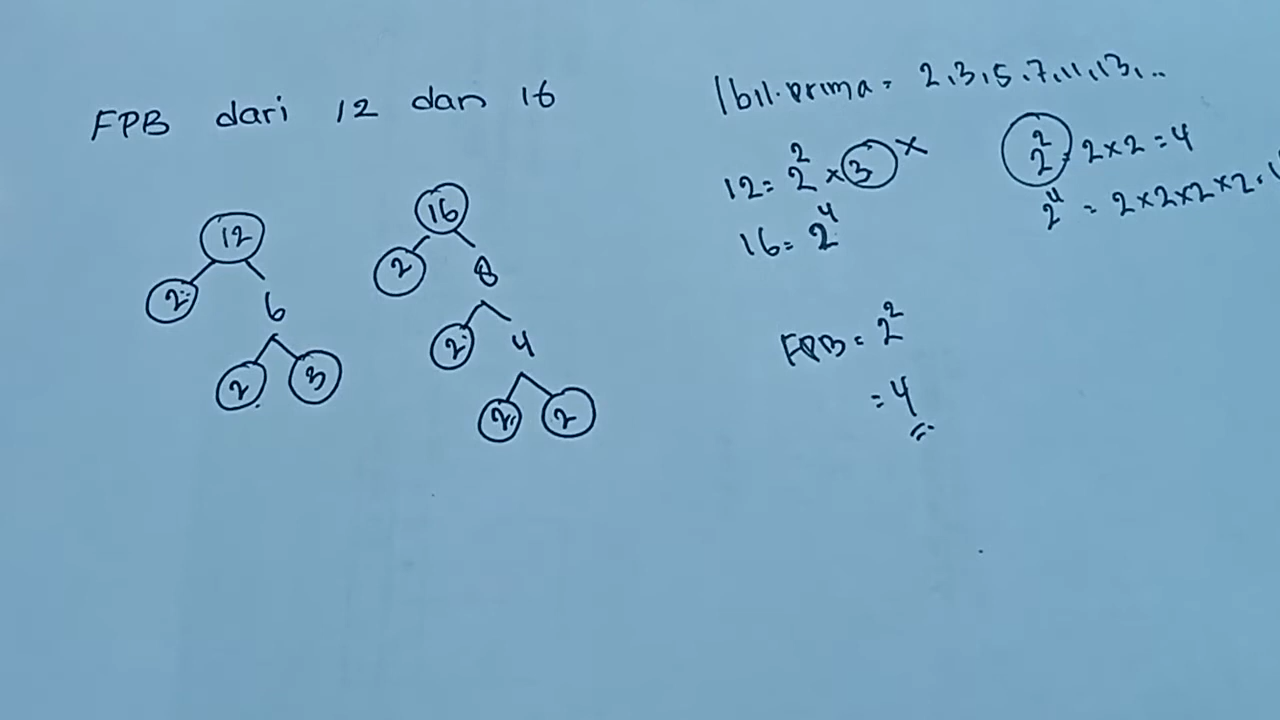 FPB dari 12 dan 16
12
2 6
2 3
16
2 8
2 4
2 2
bil. prima = 2, 3, 5, 7, 11, 13, ..
12 = 2² × 3 ×
16 = 2⁴
2² = 2 × 2 = 4
2⁴ = 2 × 2 × 2 × 2 =
FPB = 2²
= 4